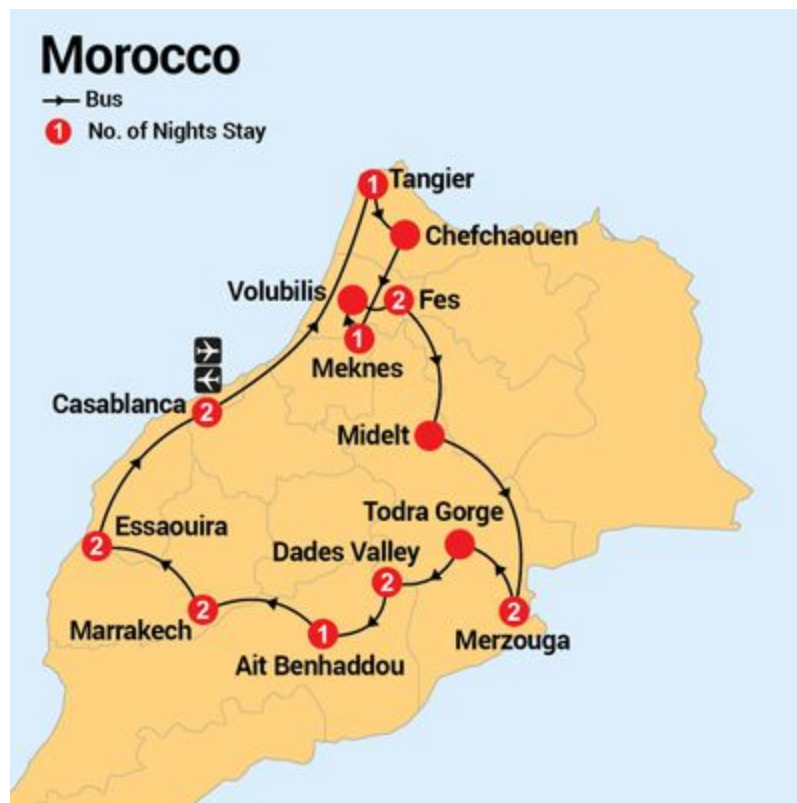 Morocco
Bus
1 No. of Nights Stay
1 Tangier
Chefchaouen
Volubilis
2 Fes
1
Meknes
Casablanca 2
Midelt
Todra Gorge
Essaouira
2
Dades Valley
2
2
Marrakech
1
Ait Benhaddou
2
Merzouga